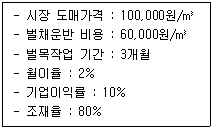 - 시장 도매가격 : 100,000원/㎥
- 벌채운반 비용 : 60,000원/㎥
- 벌목작업 기간 : 3개월
- 월이율 : 2%
- 기업이익률 : 10%
- 조재율 : 80%